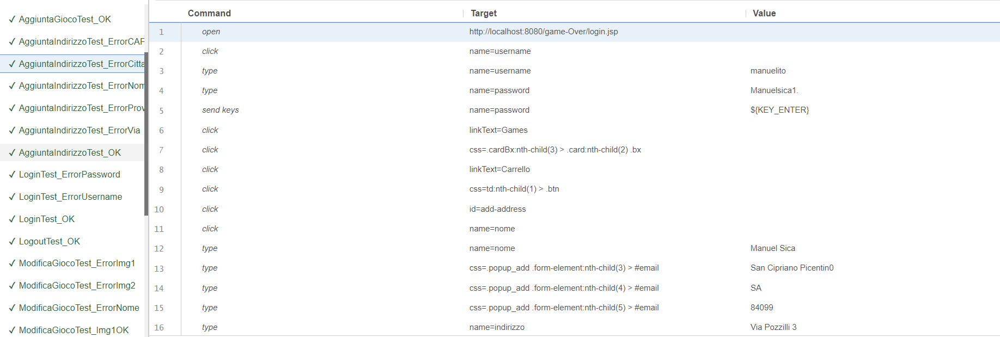 AggiuntaGiocoTest_OK
AggiuntaIndirizzoTest_ErrorCAP
AggiuntaIndirizzoTest_ErrorCitta
AggiuntaIndirizzoTest_ErrorNom
AggiuntaIndirizzoTest_ErrorProv
AggiuntaIndirizzoTest_ErrorVia
AggiuntaIndirizzoTest_OK
LoginTest_ErrorPassword
LoginTest_ErrorUsername
LoginTest_OK
LogoutTest_OK
ModificaGiocoTest_ErrorImg1
ModificaGiocoTest_ErrorImg2
ModificaGiocoTest_ErrorNome
ModificaGiocoTest_Img1OK
Command Target Value
1 open http://localhost:8080/game-Over/login.jsp
2 click name=username
3 type name=username manuelito
4 type name=password Manuelsica1.
5 send keys name=password ${KEY_ENTER}
6 click linkText=Games
7 click css=.cardBx:nth-child(3) > .card:nth-child(2) .bx
8 click linkText=Carrello
9 click css=td:nth-child(1) > .btn
10 click id=add-address
11 click name=nome
12 type name=nome Manuel Sica
13 type css=.popup_add .form-element:nth-child(3) > #email San Cipriano Picentin0
14 type css=.popup_add .form-element:nth-child(4) > #email SA
15 type css=.popup_add .form-element:nth-child(5) > #email 84099
16 type name=indirizzo Via Pozzilli 3